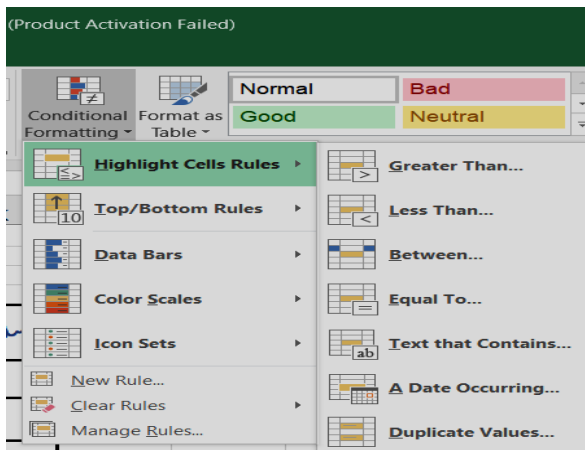 (Product Activation Failed)
Conditional Formatting
Format as Table
Normal
Bad
Good
Neutral
Highlight Cells Rules
Top/Bottom Rules
10
Data Bars
Color Scales
Icon Sets
New Rule...
Clear Rules
Manage Rules...
Greater Than...
Less Than...
Between...
Equal To...
Text that Contains...
ab
A Date Occurring...
Duplicate Values...